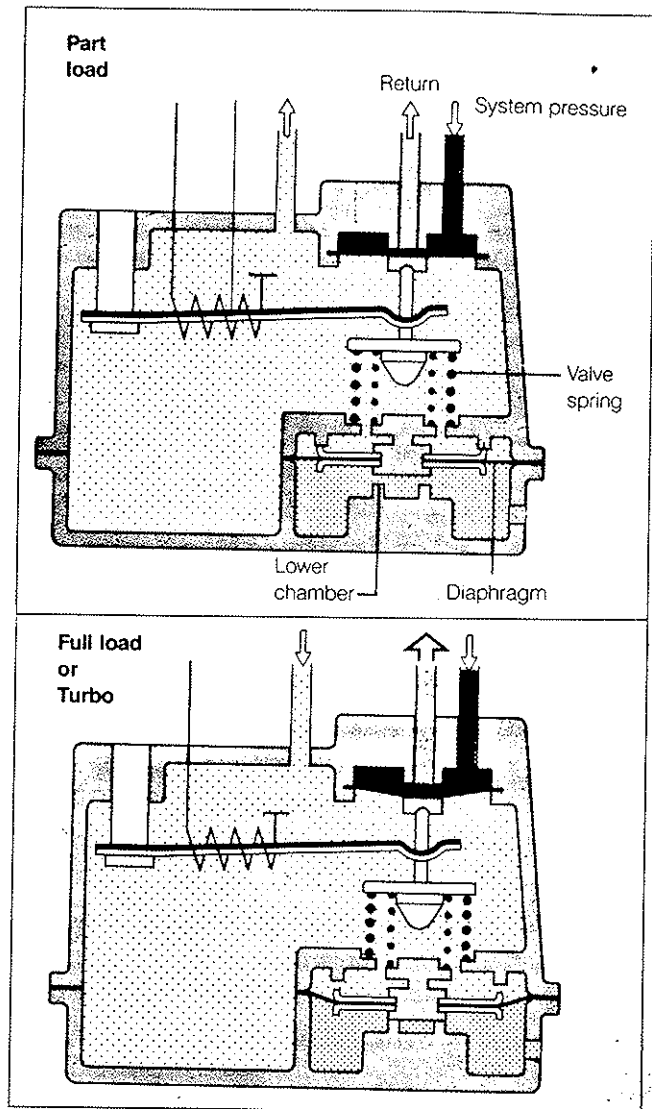 Part
load
Return
System pressure
Valve
spring
Lower
chamber
Diaphragm
Full load
or
Turbo